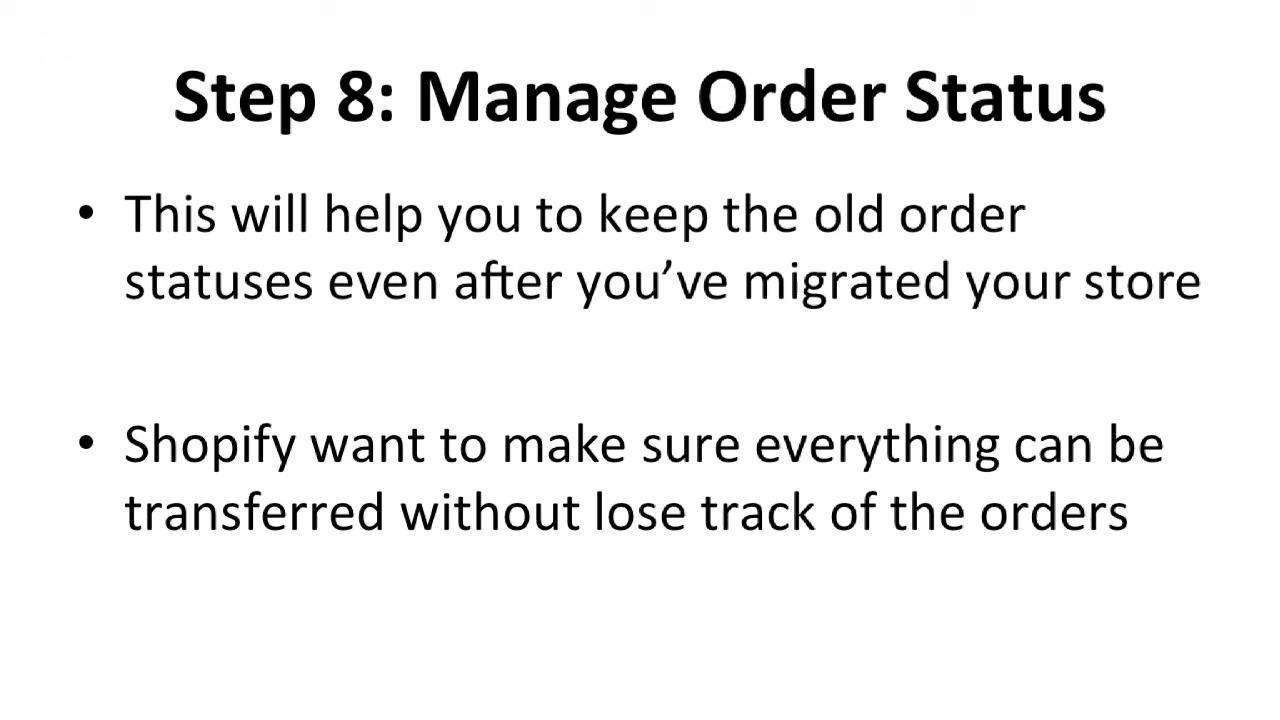 Step 8: Manage Order Status
• This will help you to keep the old order
statuses even after you’ve migrated your store
• Shopify want to make sure everything can be
transferred without lose track of the orders